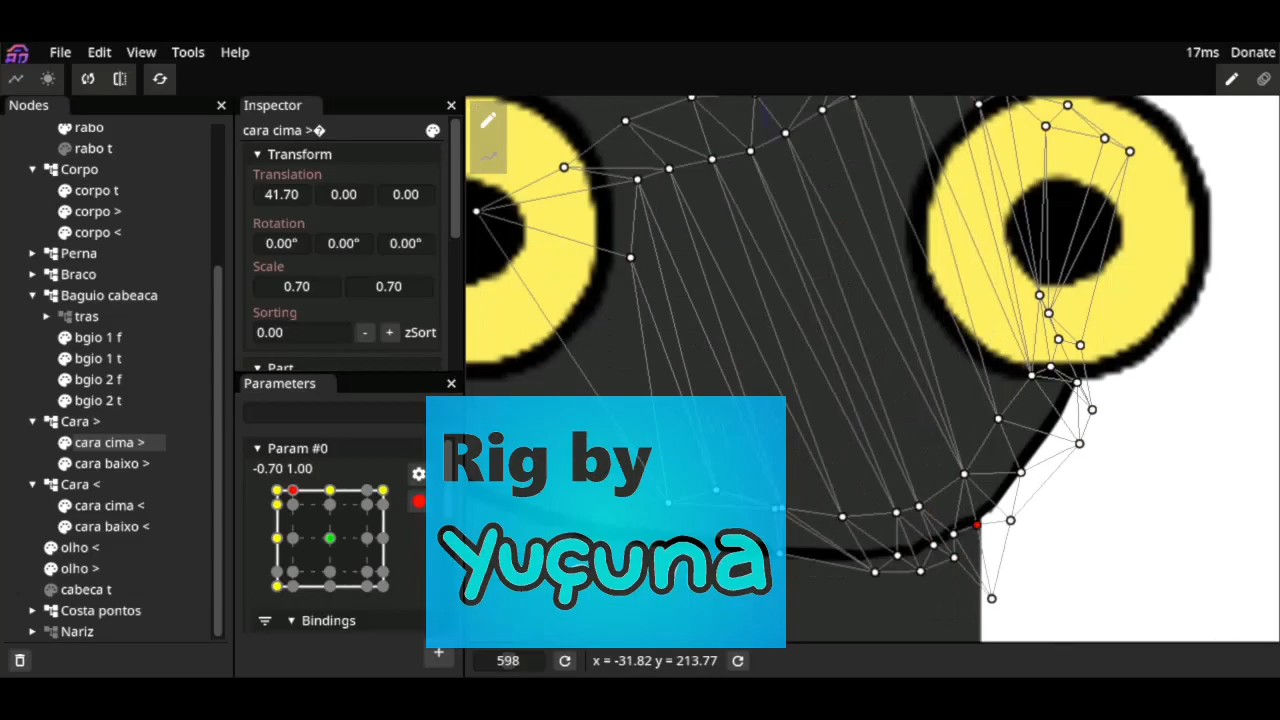 File Edit View Tools Help
17ms Donate
Nodes
Inspector
rabo
rabo t
Corpo
corpo t
corpo >
corpo <
Perna
Braco
Baguio cabeaca
tras
bgio 1 f
bgio 1 t
bgio 2 f
bgio 2 t
Cara >
cara cima >
cara baixo >
Cara <
cara cima <
cara baixo <
olho <
olho >
cabeca t
Costa pontos
Nariz
cara cima >�
Transform
Translation
41.70 0.00 0.00
Rotation
0.00° 0.00° 0.00°
Scale
0.70 0.70
Sorting
0.00 - + zSort
Part
Parameters
Param #0
-0.70 1.00
Bindings
Rig by
Yuçuna
598
x = -31.82 y = 213.77